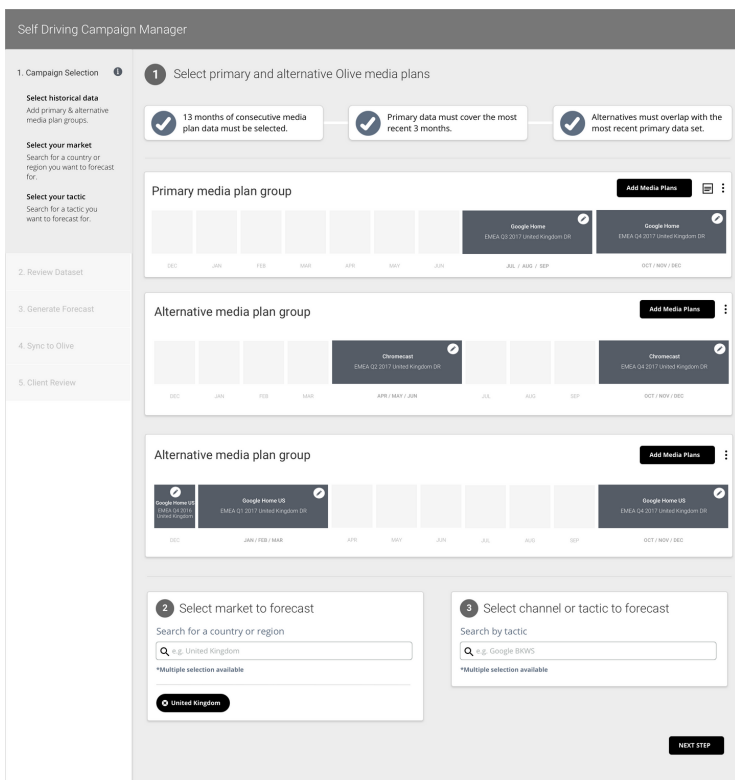 Self Driving Campaign Manager
1. Campaign Selection
Select historical data
Add primary & alternative
media plan groups.
Select your market
Search for a country or
region you want to forecast
for.
Select your tactic
Search for a tactic you
want to forecast for.
2. Review Dataset
3. Generate Forecast
4. Sync to Olive
5. Client Review
1 Select primary and alternative Olive media plans
13 months of consecutive media
plan data must be selected.
Primary data must cover the most
recent 3 months.
Alternatives must overlap with the
most recent primary data set.
Primary media plan group
Add Media Plans
Google Home
EMEA Q3 2017 United Kingdom DR
Google Home
EMEA Q4 2017 United Kingdom DR
DEC JAN FEB MAR APR MAY JUN JUL / AUG / SEP OCT / NOV / DEC
Alternative media plan group
Add Media Plans
Chromecast
EMEA Q2 2017 United Kingdom DR
Chromecast
EMEA Q4 2017 United Kingdom DR
DEC JAN FEB MAR APR / MAY / JUN JUL AUG SEP OCT / NOV / DEC
Alternative media plan group
Add Media Plans
Google Home US
EMEA Q4 2016
United Kingdom
Google Home US
EMEA Q1 2017 United Kingdom DR
Google Home US
EMEA Q4 2017 United Kingdom DR
DEC JAN / FEB / MAR APR MAY JUN JUL AUG SEP OCT / NOV / DEC
2 Select market to forecast
Search for a country or region
e.g. United Kingdom
*Multiple selection available
United Kingdom
3 Select channel or tactic to forecast
Search by tactic
e.g. Google BKWS
*Multiple selection available
NEXT STEP